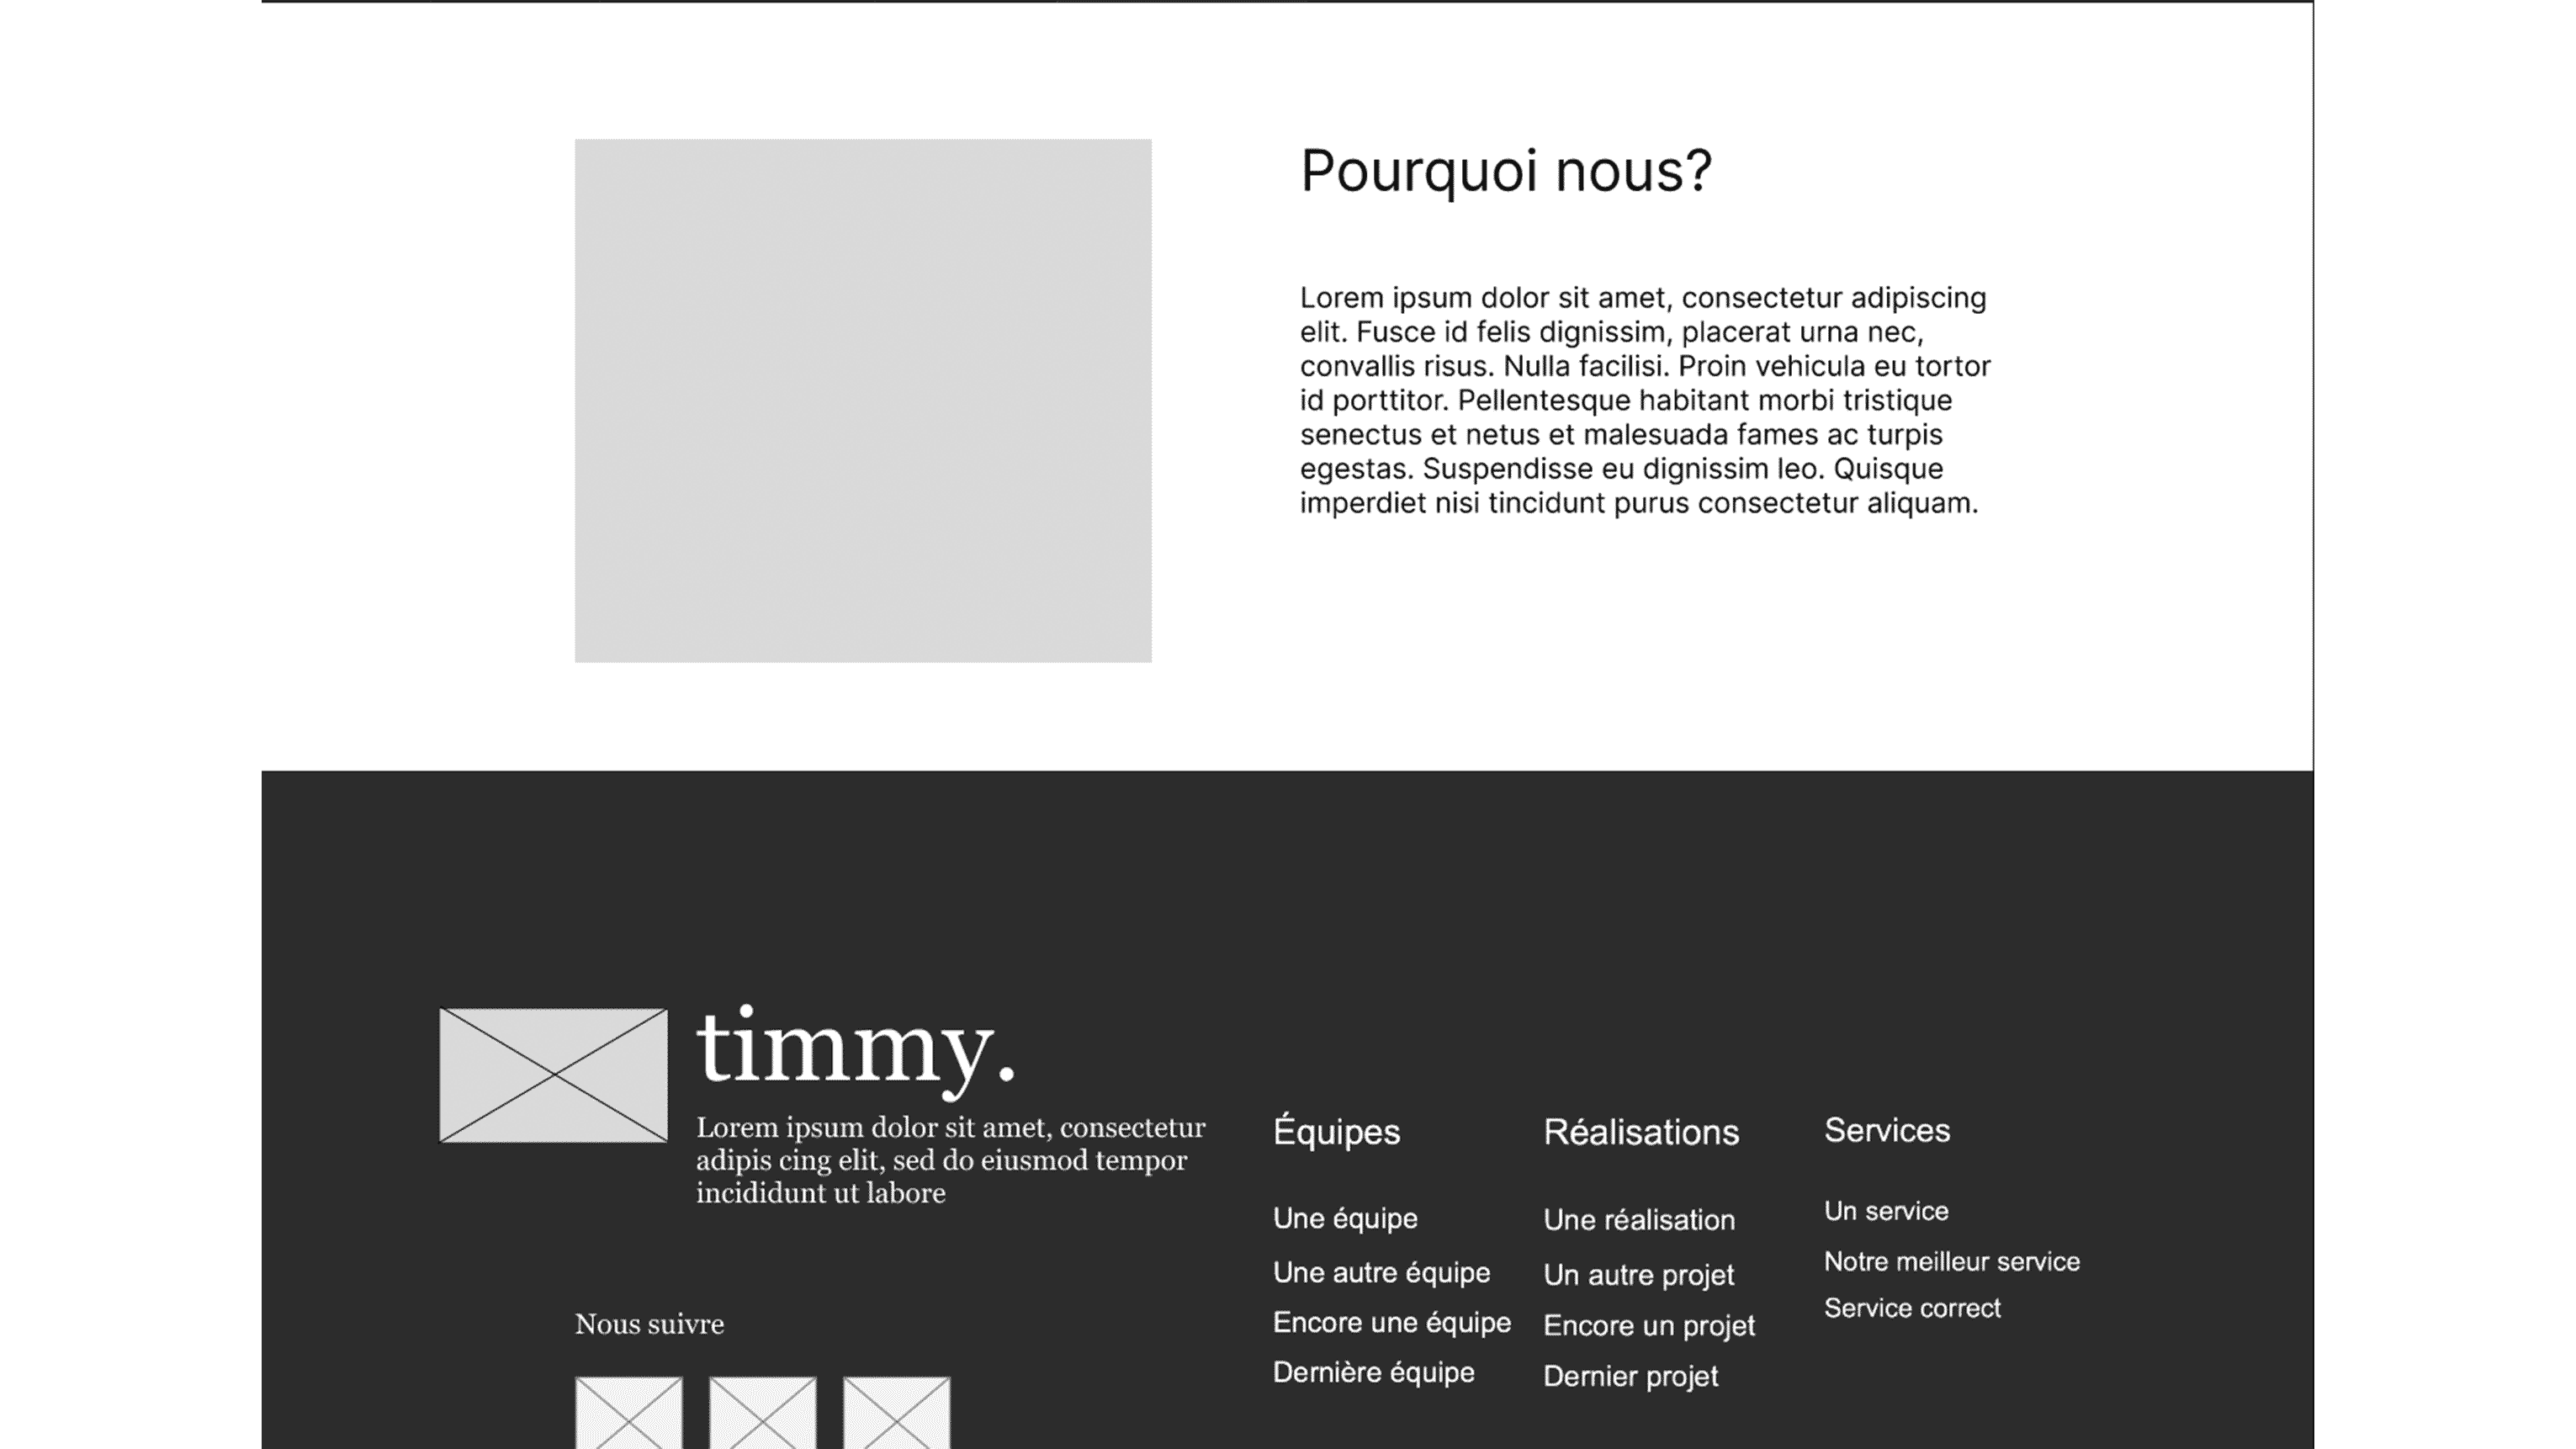 Pourquoi nous?
Lorem ipsum dolor sit amet, consectetur adipiscing
elit. Fusce id felis dignissim, placerat urna nec,
convallis risus. Nulla facilisi. Proin vehicula eu tortor
id porttitor. Pellentesque habitant morbi tristique
senectus et netus et malesuada fames ac turpis
egestas. Suspendisse eu dignissim leo. Quisque
imperdiet nisi tincidunt purus consectetur aliquam.
timmy.
Lorem ipsum dolor sit amet, consectetur
adipis cing elit, sed do eiusmod tempor
incididunt ut labore
Nous suivre
Équipes
Une équipe
Une autre équipe
Encore une équipe
Dernière équipe
Réalisations
Une réalisation
Un autre projet
Encore un projet
Dernier projet
Services
Un service
Notre meilleur service
Service correct